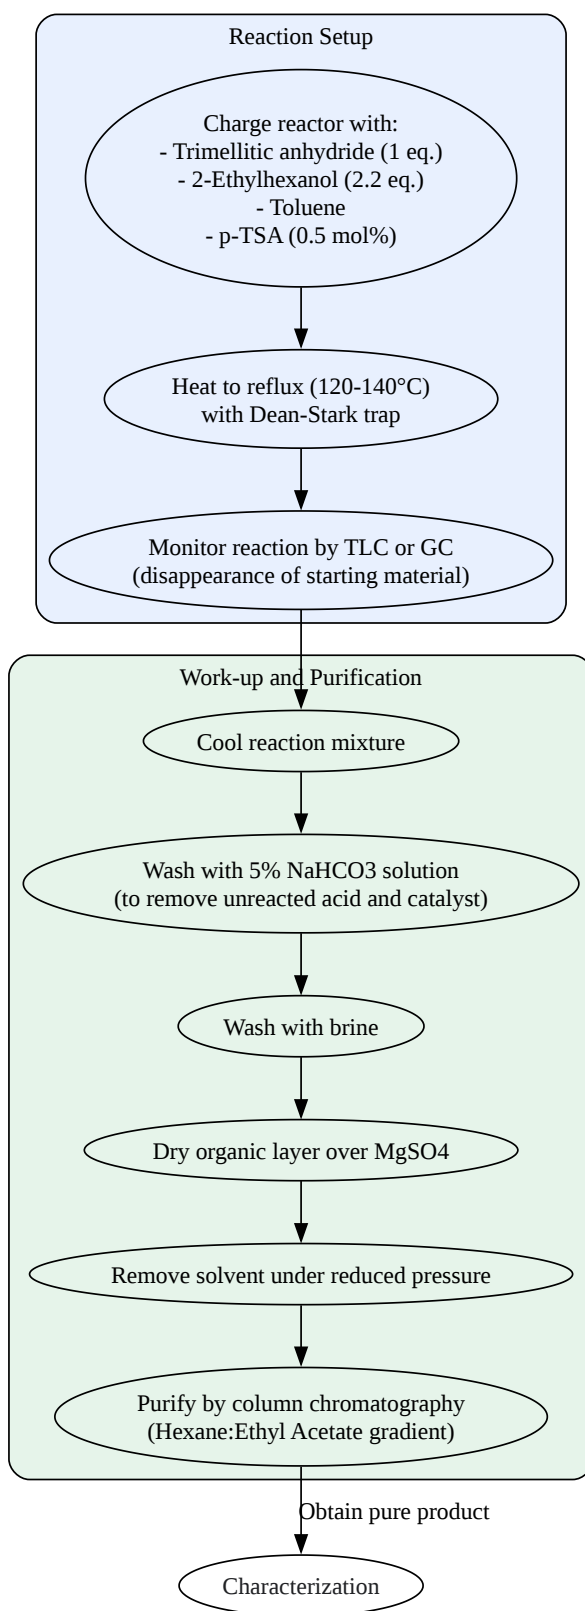 Reaction Setup
Charge reactor with:
- Trimellitic anhydride (1 eq.)
- 2-Ethylhexanol (2.2 eq.)
- Toluene
- p-TSA (0.5 mol%)
Heat to reflux (120-140°C)
with Dean-Stark trap
Monitor reaction by TLC or GC
(disappearance of starting material)
Work-up and Purification
Cool reaction mixture
Wash with 5% NaHCO3 solution
(to remove unreacted acid and catalyst)
Wash with brine
Dry organic layer over MgSO4
Remove solvent under reduced pressure
Purify by column chromatography
(Hexane:Ethyl Acetate gradient)
Obtain pure product
Characterization